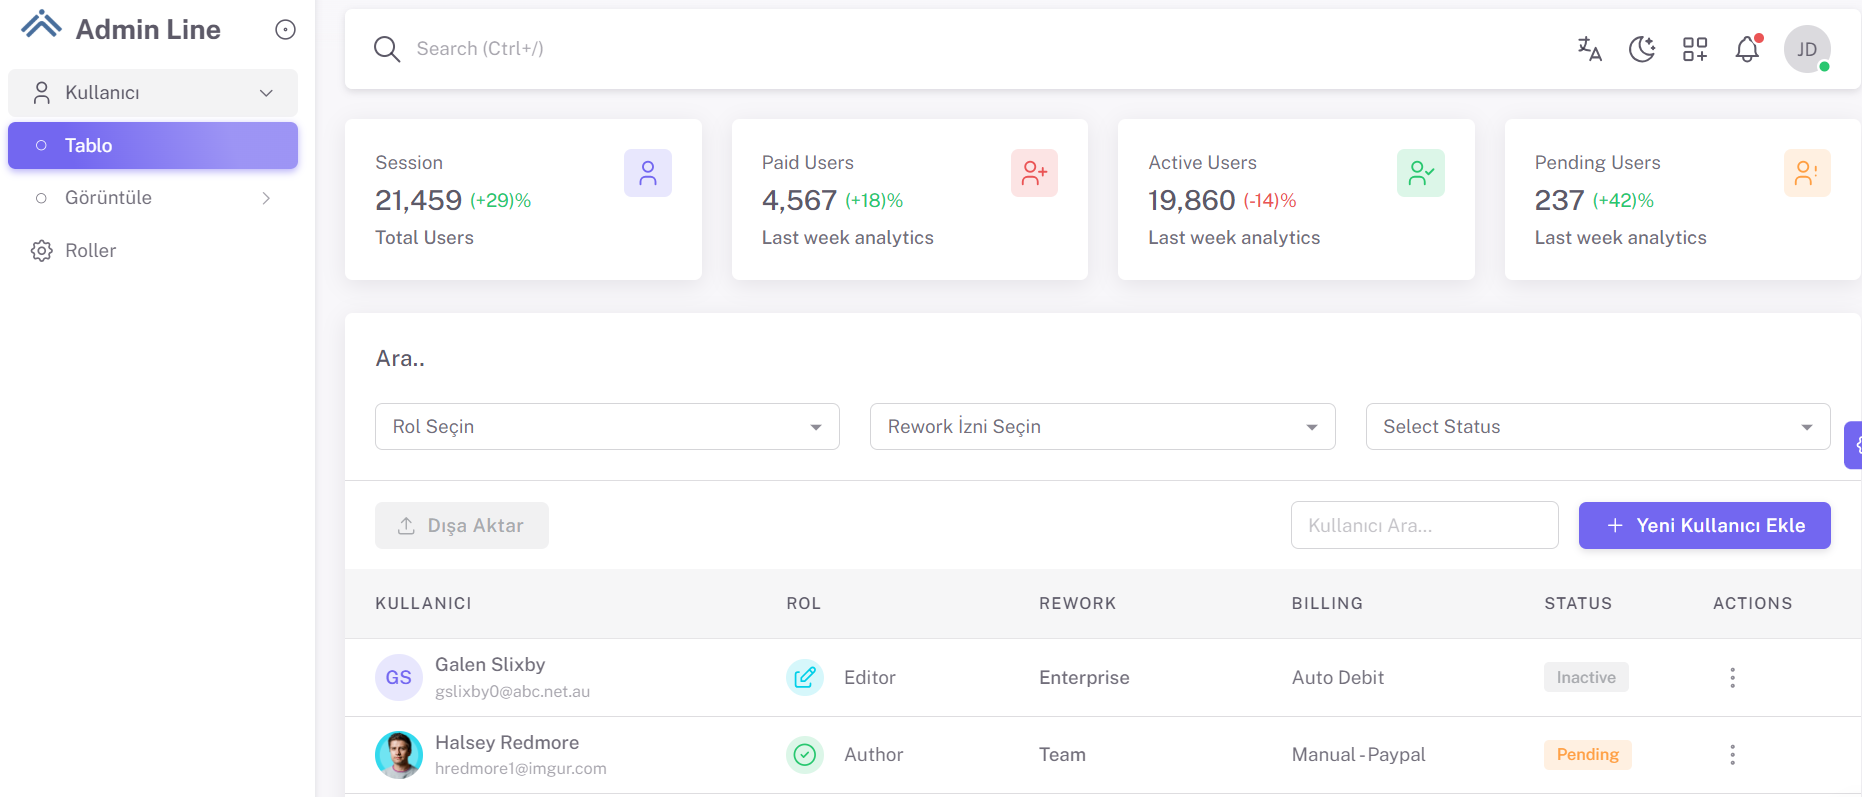 Admin Line
Search (Ctrl+/)
JD
Kullanıcı
Tablo
Görüntüle
Roller
Session
21,459 (+29)%
Total Users
Paid Users
4,567 (+18)%
Last week analytics
Active Users
19,860 (-14)%
Last week analytics
Pending Users
237 (+42)%
Last week analytics
Ara..
Rol Seçin
Rework İzni Seçin
Select Status
Dışa Aktar
Kullanıcı Ara...
Yeni Kullanıcı Ekle
KULLANICI ROL REWORK BILLING STATUS ACTIONS
GS
Galen Slixby
gslixby0@abc.net.au
Editor Enterprise Auto Debit Inactive
Halsey Redmore
hredmore1@imgur.com
Author Team Manual - Paypal Pending